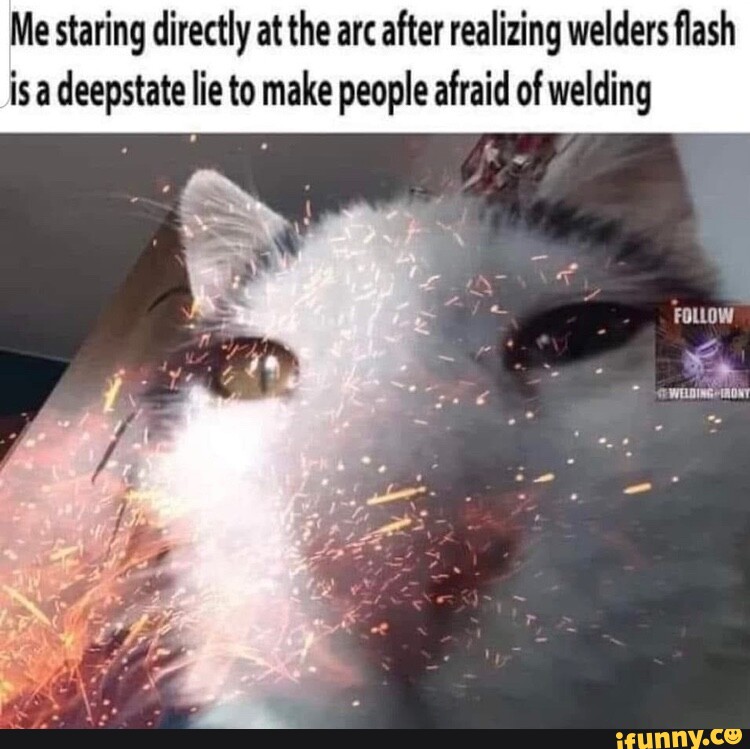 Me staring directly at the arc after realizing welders flash
is a deepstate lie to make people afraid of welding
FOLLOW
WELDING IRONY
ifunny.co